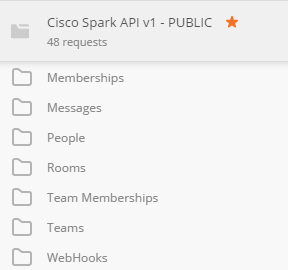 Cisco Spark API v1 - PUBLIC
48 requests
Memberships
Messages
People
Rooms
Team Memberships
Teams
WebHooks